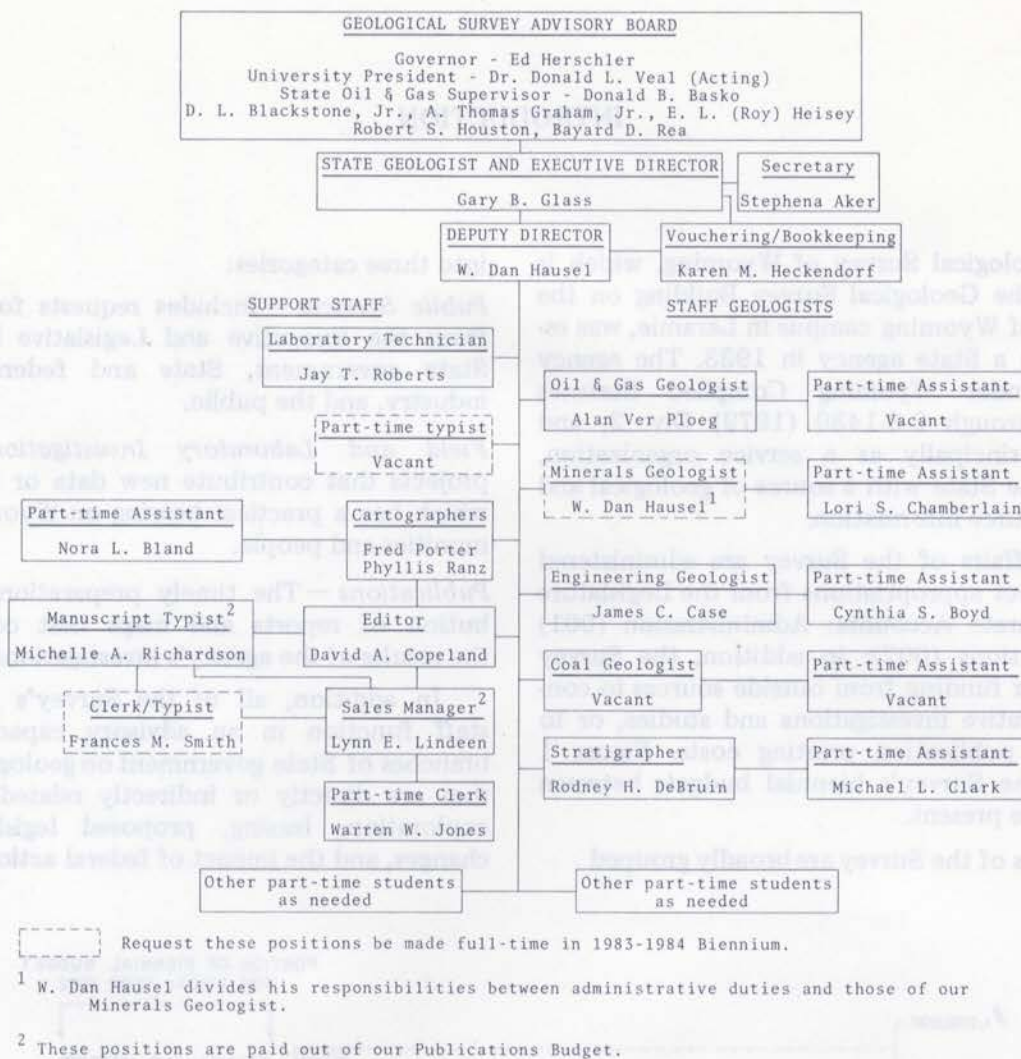 GEOLOGICAL SURVEY ADVISORY BOARD
Governor - Ed Herschler
University President - Dr. Donald L. Veal (Acting)
State Oil & Gas Supervisor - Donald B. Basko
D. L. Blackstone, Jr., A. Thomas Graham, Jr., E. L. (Roy) Heisey
Robert S. Houston, Bayard D. Rea
STATE GEOLOGIST AND EXECUTIVE DIRECTOR
Gary B. Glass
Secretary
Stephena Aker
DEPUTY DIRECTOR
W. Dan Hausel
Vouchering/Bookkeeping
Karen M. Heckendorf
SUPPORT STAFF
STAFF GEOLOGISTS
Laboratory Technician
Jay T. Roberts
Oil & Gas Geologist
Alan Ver Ploeg
Part-time Assistant
Vacant
Part-time typist
Vacant
Minerals Geologist
W. Dan Hausel1
Part-time Assistant
Lori S. Chamberlain
Part-time Assistant
Nora L. Bland
Cartographers
Fred Porter
Phyllis Ranz
Engineering Geologist
James C. Case
Part-time Assistant
Cynthia S. Boyd
Manuscript Typist2
Michelle A. Richardson
Editor
David A. Copeland
Coal Geologist
Vacant
Part-time Assistant
Vacant
Clerk/Typist
Frances M. Smith
Sales Manager2
Lynn E. Lindeen
Stratigrapher
Rodney H. DeBruin
Part-time Assistant
Michael L. Clark
Part-time Clerk
Warren W. Jones
Other part-time students
as needed
Other part-time students
as needed
Request these positions be made full-time in 1983-1984 Biennium.
1 W. Dan Hausel divides his responsibilities between administrative duties and those of our
Minerals Geologist.
2 These positions are paid out of our Publications Budget.